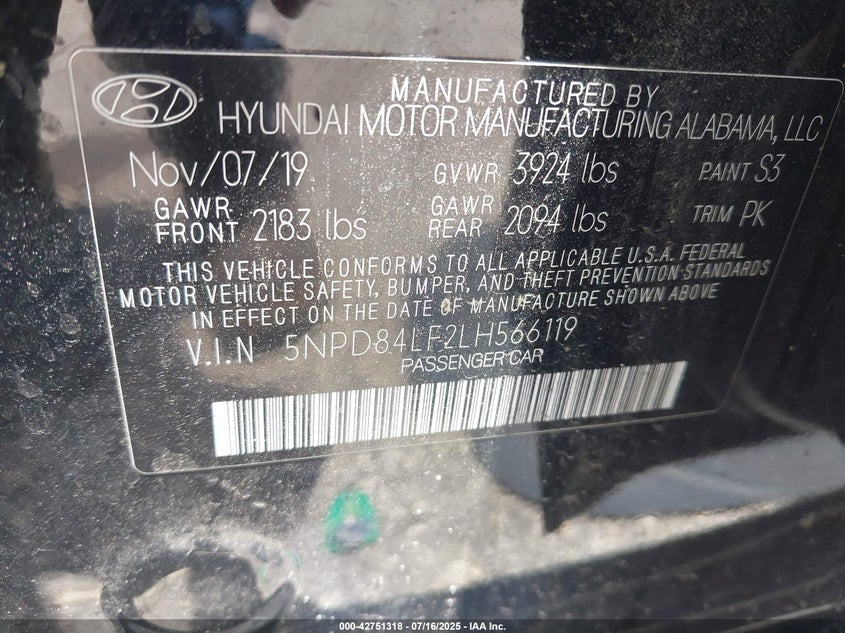 MANUFACTURED BY
HYUNDAI MOTOR MANUFACTURING ALABAMA, LLC
Nov/07/19 GVWR 3924 lbs PAINT S3
GAWR FRONT 2183 lbs GAWR REAR 2094 lbs TRIM PK
THIS VEHICLE CONFORMS TO ALL APPLICABLE U.S.A. FEDERAL
MOTOR VEHICLE SAFETY, BUMPER, AND THEFT PREVENTION STANDARDS
IN EFFECT ON THE DATE OF MANUFACTURE SHOWN ABOVE
V.I.N 5NPD84LF2LH566119
PASSENGER CAR
000-42751318 - 07/16/2025 - IAA Inc.